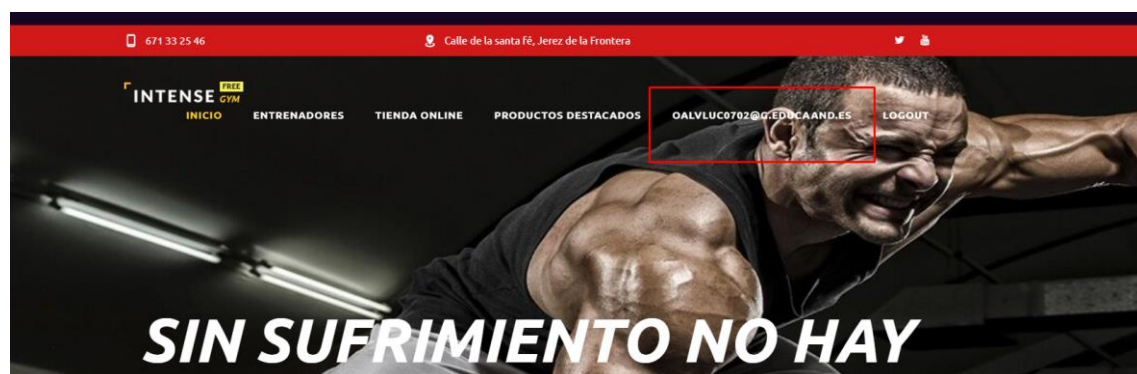 671 33 25 46
Calle de la santa fé, Jerez de la Frontera
INTENSE FREE GYM
INICIO ENTRENADORES TIENDA ONLINE PRODUCTOS DESTACADOS OALVLUC0702@G.EDUCAAND.ES LOGOUT
SIN SUFRIMIENTO NO HAY